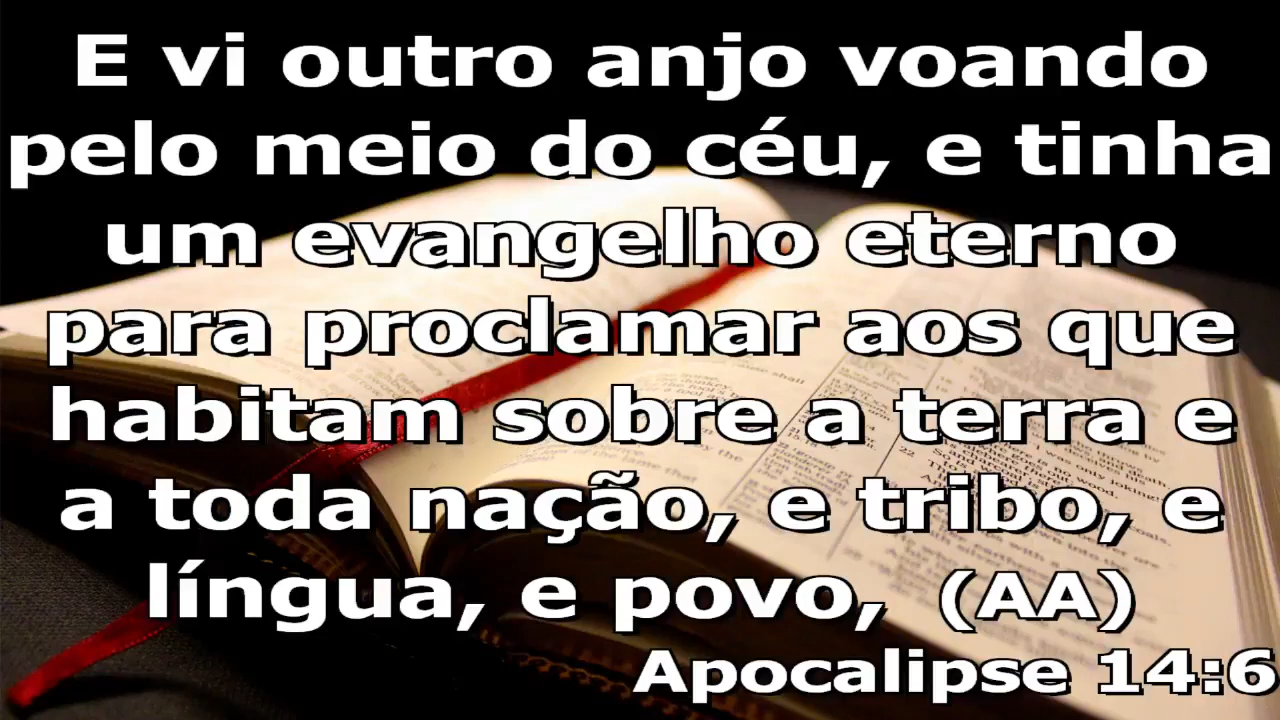 E vi outro anjo voando
pelo meio do céu, e tinha
um evangelho eterno
para proclamar aos que
habitam sobre a terra e
a toda nação, e tribo, e
língua, e povo, (AA)
Apocalipse 14:6